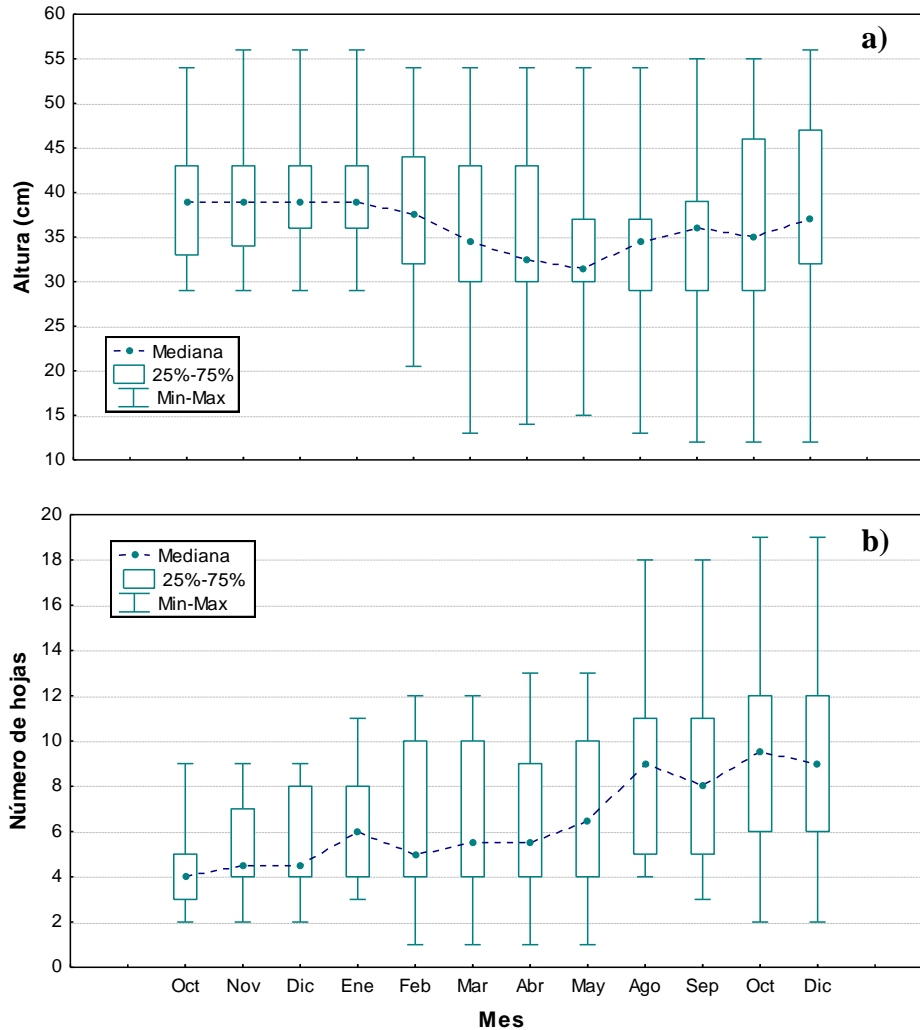 a)
Altura (cm)
60
55
50
45
40
35
30
25
20
15
10
Mediana
25%-75%
Min-Max
b)
Número de hojas
20
18
16
14
12
10
8
6
4
2
0
Mediana
25%-75%
Min-Max
Oct Nov Dic Ene Feb Mar Abr May Ago Sep Oct Dic
Mes